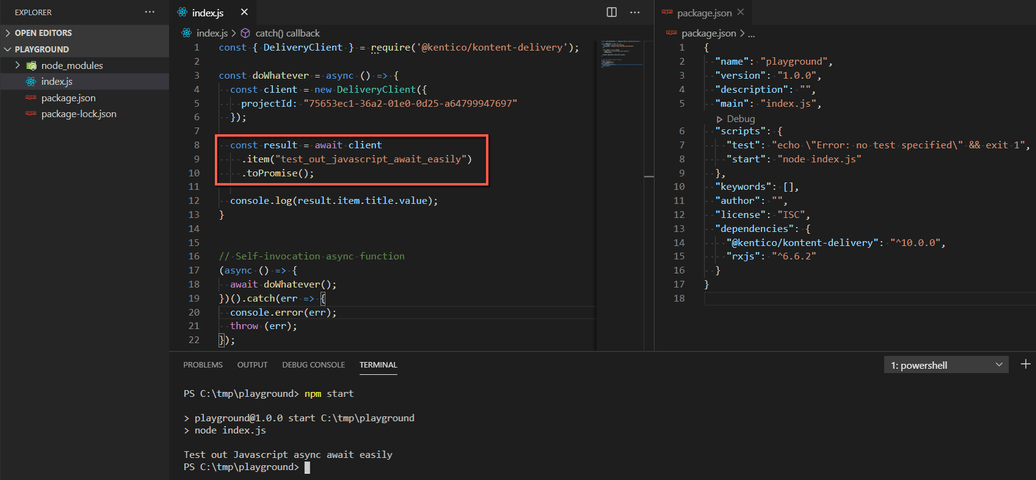 EXPLORER
···
OPEN EDITORS
PLAYGROUND
node_modules
index.js
package.json
package-lock.json
index.js ×
···
index.js > catch() callback
1 const { DeliveryClient } = require('@kentico/kontent-delivery');
2
3 const doWhatever = async () => {
4 const client = new DeliveryClient({
5 projectId: "75653ec1-36a2-01e0-0d25-a64799947697"
6 });
7
8 const result = await client
9 .item("test_out_javascript_await_easily")
10 .toPromise();
11
12 console.log(result.item.title.value);
13 }
14
15
16 // Self-invocation async function
17 (async () => {
18 await doWhatever();
19 })().catch(err => {
20 console.error(err);
21 throw (err);
22 });
package.json ×
package.json > ...
1 {
2 "name": "playground",
3 "version": "1.0.0",
4 "description": "",
5 "main": "index.js",
Debug
6 "scripts": {
7 "test": "echo \"Error: no test specified\" && exit 1",
8 "start": "node index.js"
9 },
10 "keywords": [],
11 "author": "",
12 "license": "ISC",
13 "dependencies": {
14 "@kentico/kontent-delivery": "^10.0.0",
15 "rxjs": "^6.6.2"
16 }
17 }
18
PROBLEMS OUTPUT DEBUG CONSOLE TERMINAL
1: powershell
PS C:\tmp\playground> npm start
> playground@1.0.0 start C:\tmp\playground
> node index.js
Test out Javascript async await easily
PS C:\tmp\playground>